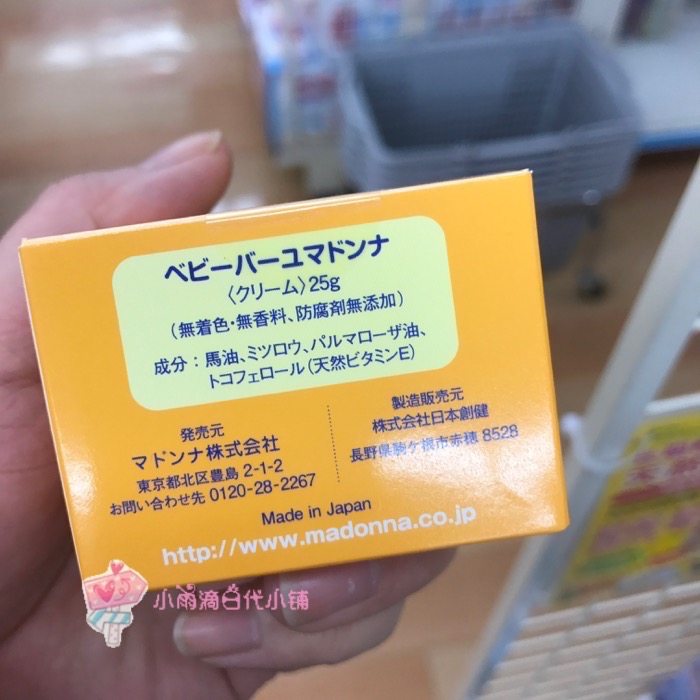 ベビーバーユマドンナ
〈クリーム〉25g
(無着色・無香料、防腐剤無添加)
成分：馬油、ミツロウ、パルマローザ油、
トコフェロール(天然ビタミンE)
発売元
マドンナ株式会社
東京都北区豊島 2-1-2
お問い合わせ先 0120-28-2267
製造販売元
株式会社日本創健
長野県駒ケ根市赤穂 8528
Made in Japan
http://www.madonna.co.jp
小雨滴日代小铺